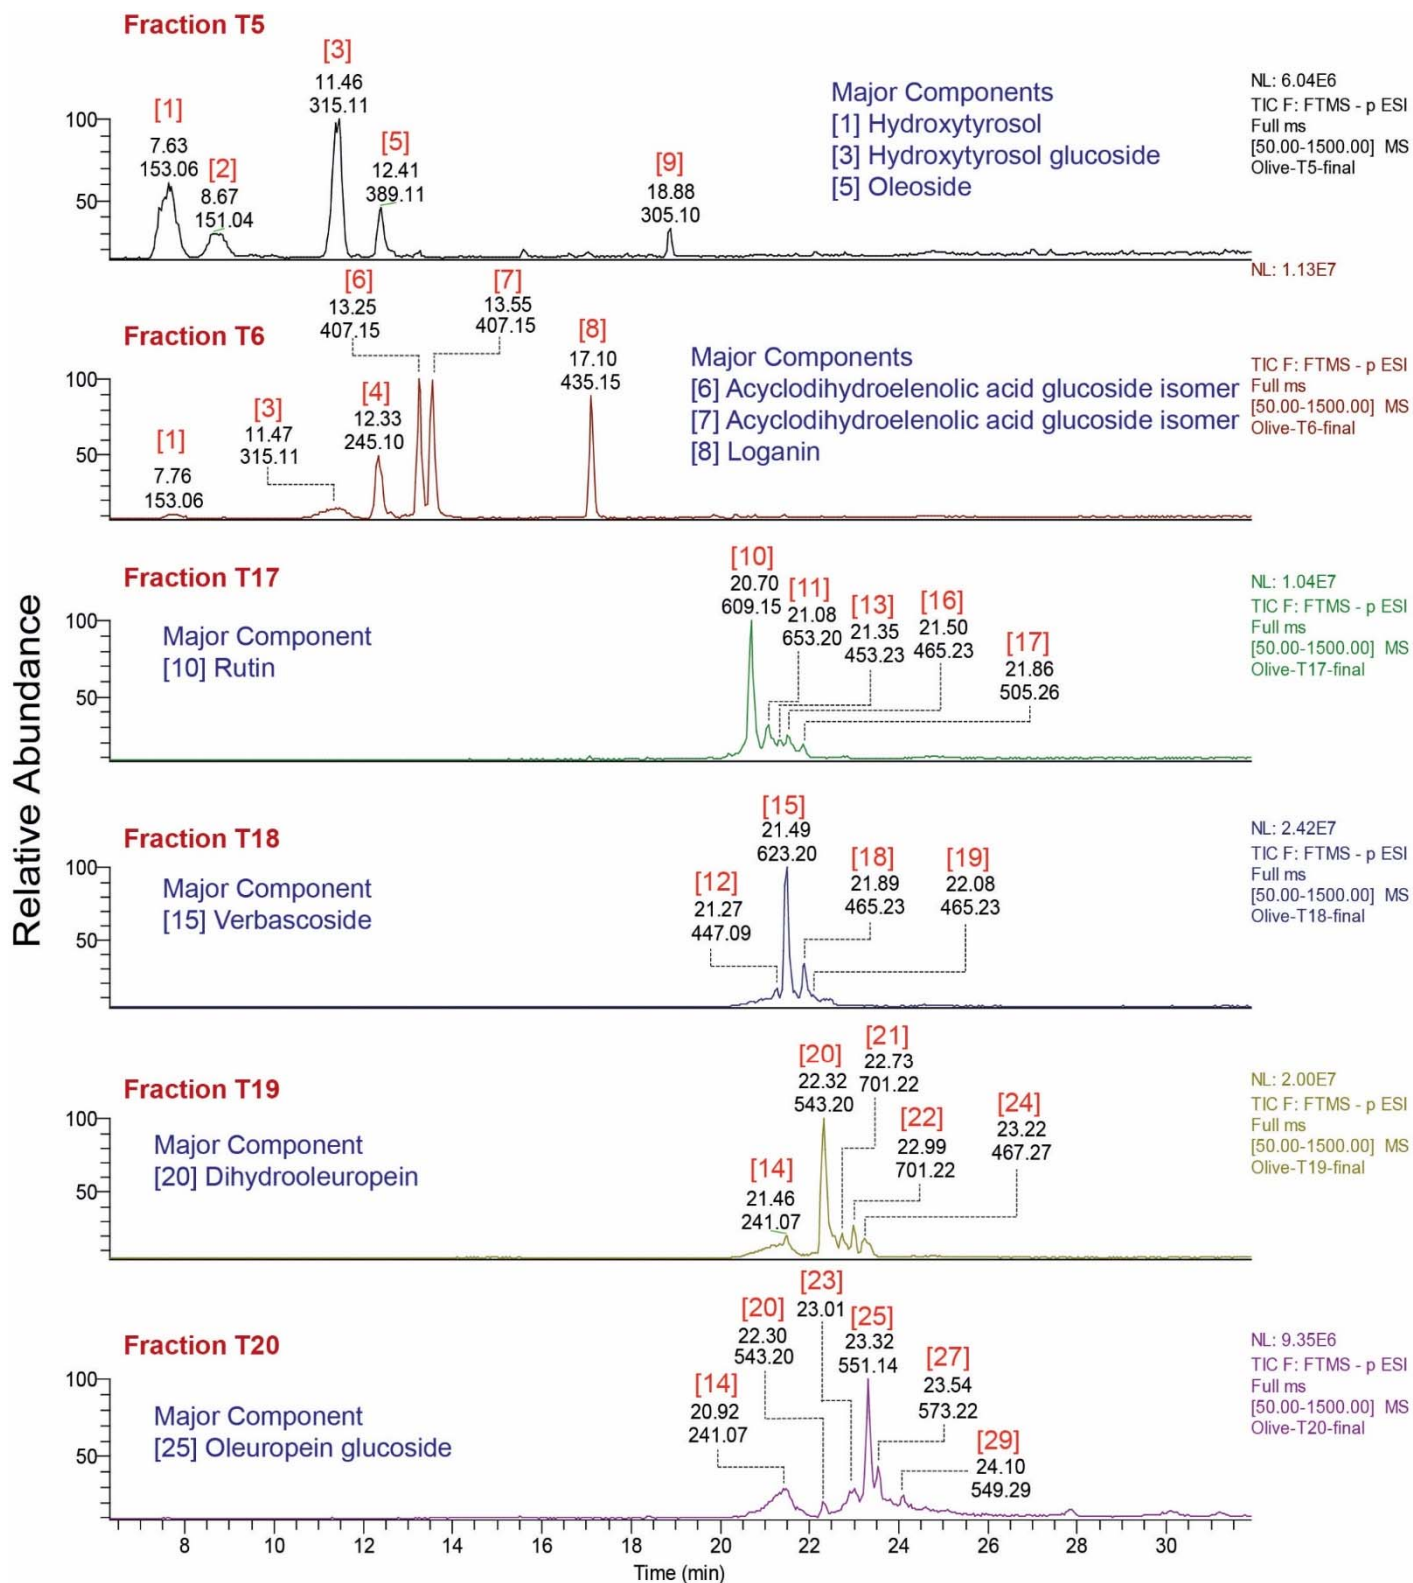 Relative Abundance
Fraction T5
[1]
7.63
153.06
[2]
8.67
151.04
[3]
11.46
315.11
[5]
12.41
389.11
[9]
18.88
305.10
Major Components
[1] Hydroxytyrosol
[3] Hydroxytyrosol glucoside
[5] Oleoside
NL: 6.04E6
TIC F: FTMS - p ESI
Full ms
[50.00-1500.00] MS
Olive-T5-final
100
50
Fraction T6
[1]
7.76
153.06
[3]
11.47
315.11
[4]
12.33
245.10
[6]
13.25
407.15
[7]
13.55
407.15
[8]
17.10
435.15
Major Components
[6] Acyclodihydroelenolic acid glucoside isomer
[7] Acyclodihydroelenolic acid glucoside isomer
[8] Loganin
NL: 1.13E7
TIC F: FTMS - p ESI
Full ms
[50.00-1500.00] MS
Olive-T6-final
100
50
Fraction T17
Major Component
[10] Rutin
[10]
20.70
609.15
[11]
21.08
653.20
[13]
21.35
453.23
[16]
21.50
465.23
[17]
21.86
505.26
NL: 1.04E7
TIC F: FTMS - p ESI
Full ms
[50.00-1500.00] MS
Olive-T17-final
100
50
Fraction T18
Major Component
[15] Verbascoside
[12]
21.27
447.09
[15]
21.49
623.20
[18]
21.89
465.23
[19]
22.08
465.23
NL: 2.42E7
TIC F: FTMS - p ESI
Full ms
[50.00-1500.00] MS
Olive-T18-final
100
50
Fraction T19
Major Component
[20] Dihydrooleuropein
[14]
21.46
241.07
[20]
22.32
543.20
[21]
22.73
701.22
[22]
22.99
701.22
[24]
23.22
467.27
NL: 2.00E7
TIC F: FTMS - p ESI
Full ms
[50.00-1500.00] MS
Olive-T19-final
100
50
Fraction T20
Major Component
[25] Oleuropein glucoside
[14]
20.92
241.07
[20]
22.30
543.20
[23]
23.01
[25]
23.32
551.14
[27]
23.54
573.22
[29]
24.10
549.29
NL: 9.35E6
TIC F: FTMS - p ESI
Full ms
[50.00-1500.00] MS
Olive-T20-final
100
50
8 10 12 14 16 18 20 22 24 26 28 30
Time (min)